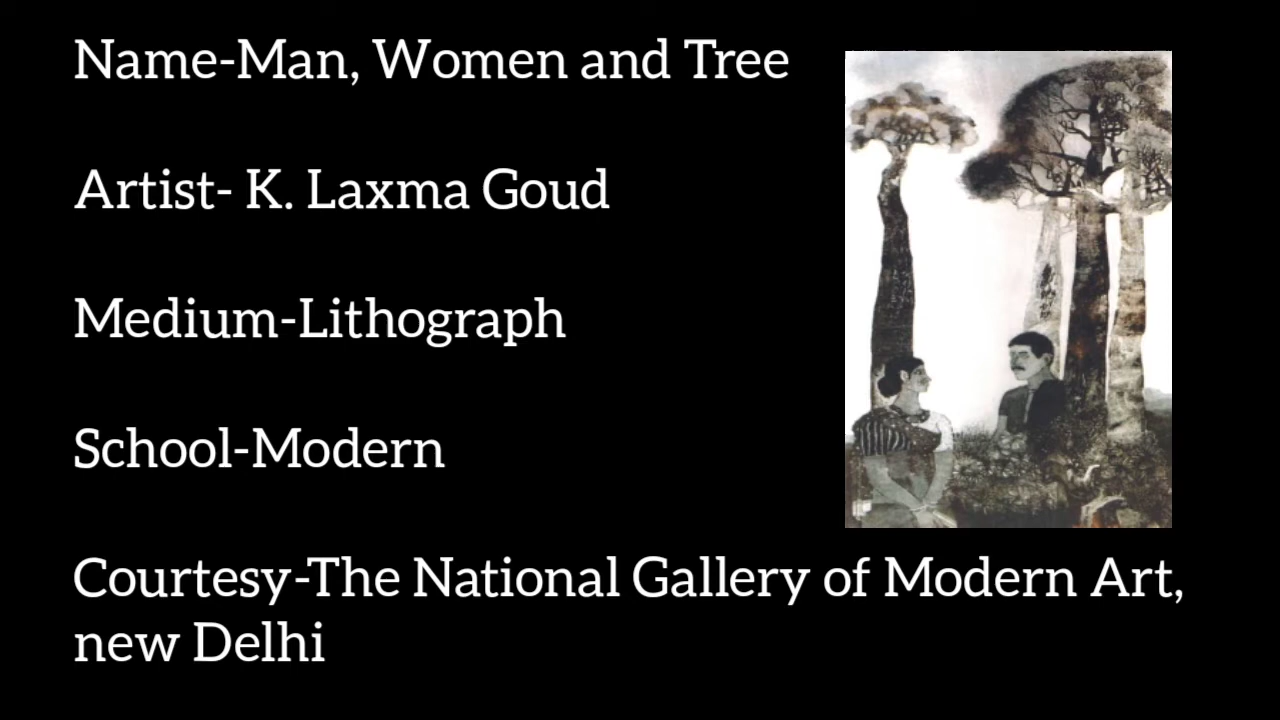 Name-Man, Women and Tree
Artist- K. Laxma Goud
Medium-Lithograph
School-Modern
Courtesy-The National Gallery of Modern Art,
new Delhi